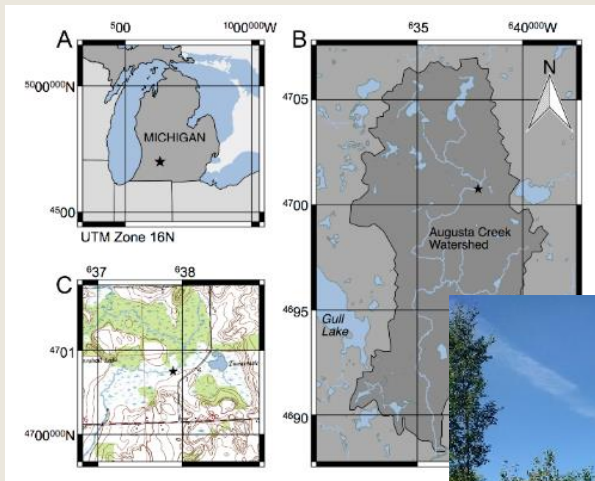 A
⁵00
10⁰⁰⁰⁰⁰W
50⁰⁰⁰⁰⁰N
MICHIGAN
45⁰⁰
UTM Zone 16N
B
⁶35
⁶40⁰⁰⁰W
N
4705
4700
Augusta Creek
Watershed
4695
Gull
Lake
4690
C
⁶37
⁶38
4701
4700⁰⁰⁰N